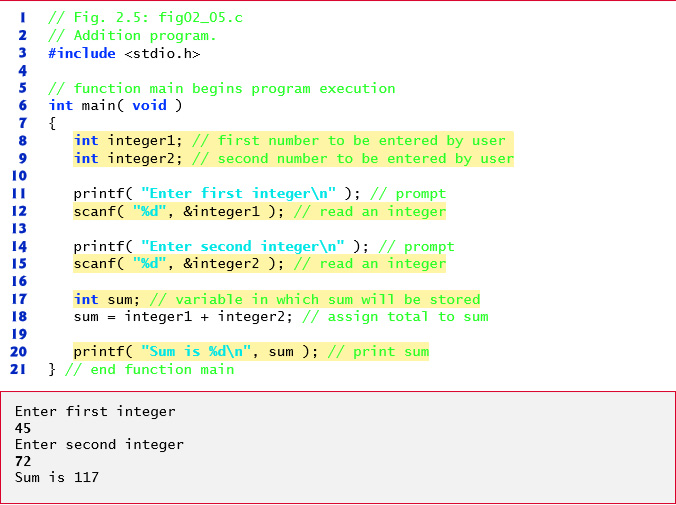 1 // Fig. 2.5: fig02_05.c
2 // Addition program.
3 #include <stdio.h>
4
5 // function main begins program execution
6 int main( void )
7 {
8 int integer1; // first number to be entered by user
9 int integer2; // second number to be entered by user
10
11 printf( "Enter first integer\n" ); // prompt
12 scanf( "%d", &integer1 ); // read an integer
13
14 printf( "Enter second integer\n" ); // prompt
15 scanf( "%d", &integer2 ); // read an integer
16
17 int sum; // variable in which sum will be stored
18 sum = integer1 + integer2; // assign total to sum
19
20 printf( "Sum is %d\n", sum ); // print sum
21 } // end function main
Enter first integer
45
Enter second integer
72
Sum is 117